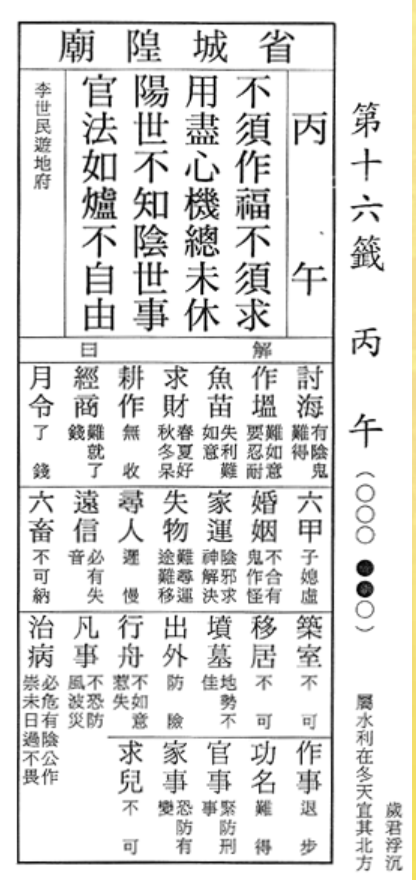 第十六籤 丙午(○○○ ●●○)
屬水利在冬天宜其北方
歲君浮沉
省城隍廟
丙午
不須作福不須求
用盡心機總未休
陽世不知陰世事
官法如爐不自由
李世民遊地府
解曰
討海 有陰鬼難得
作塭 難如意要忍耐
魚苗 失利難如意
求財 春夏好秋冬呆
耕作 無收
經商 難就了錢
月令 了錢
六甲 子媳虛
婚姻 不合有鬼作怪
家運 陰邪求神解決
失物 難尋運途難移
尋人 遲慢
遠信 必有失音
六畜 不可納
築室 不可
移居 不可
墳墓 地勢不佳
出外 防險
行舟 不如意惹失
凡事 不恐防風波災
治病 必危有陰公作祟未日過不畏
作事 退步
功名 難得
官事 緊防刑事
家事 恐防有變
求兒 不可